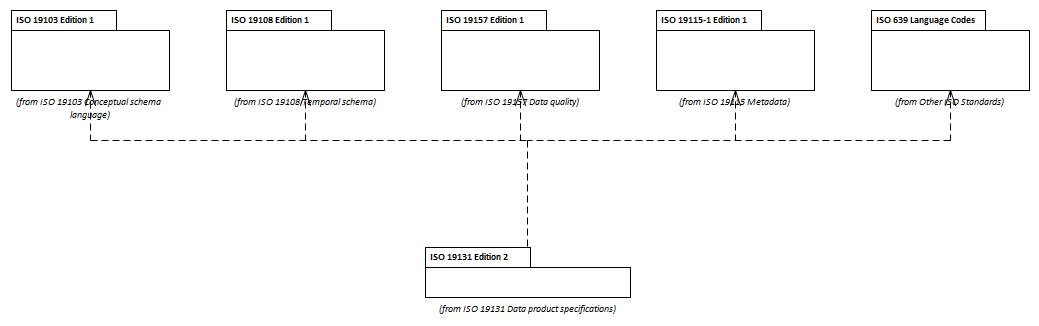 ISO 19103 Edition 1
ISO 19108 Edition 1
ISO 19157 Edition 1
ISO 19115-1 Edition 1
ISO 639 Language Codes
(from ISO 19103 Conceptual schema
language)
(from ISO 19108 Temporal schema)
(from ISO 19157 Data quality)
(from ISO 19115 Metadata)
(from Other ISO Standards)
ISO 19131 Edition 2
(from ISO 19131 Data product specifications)